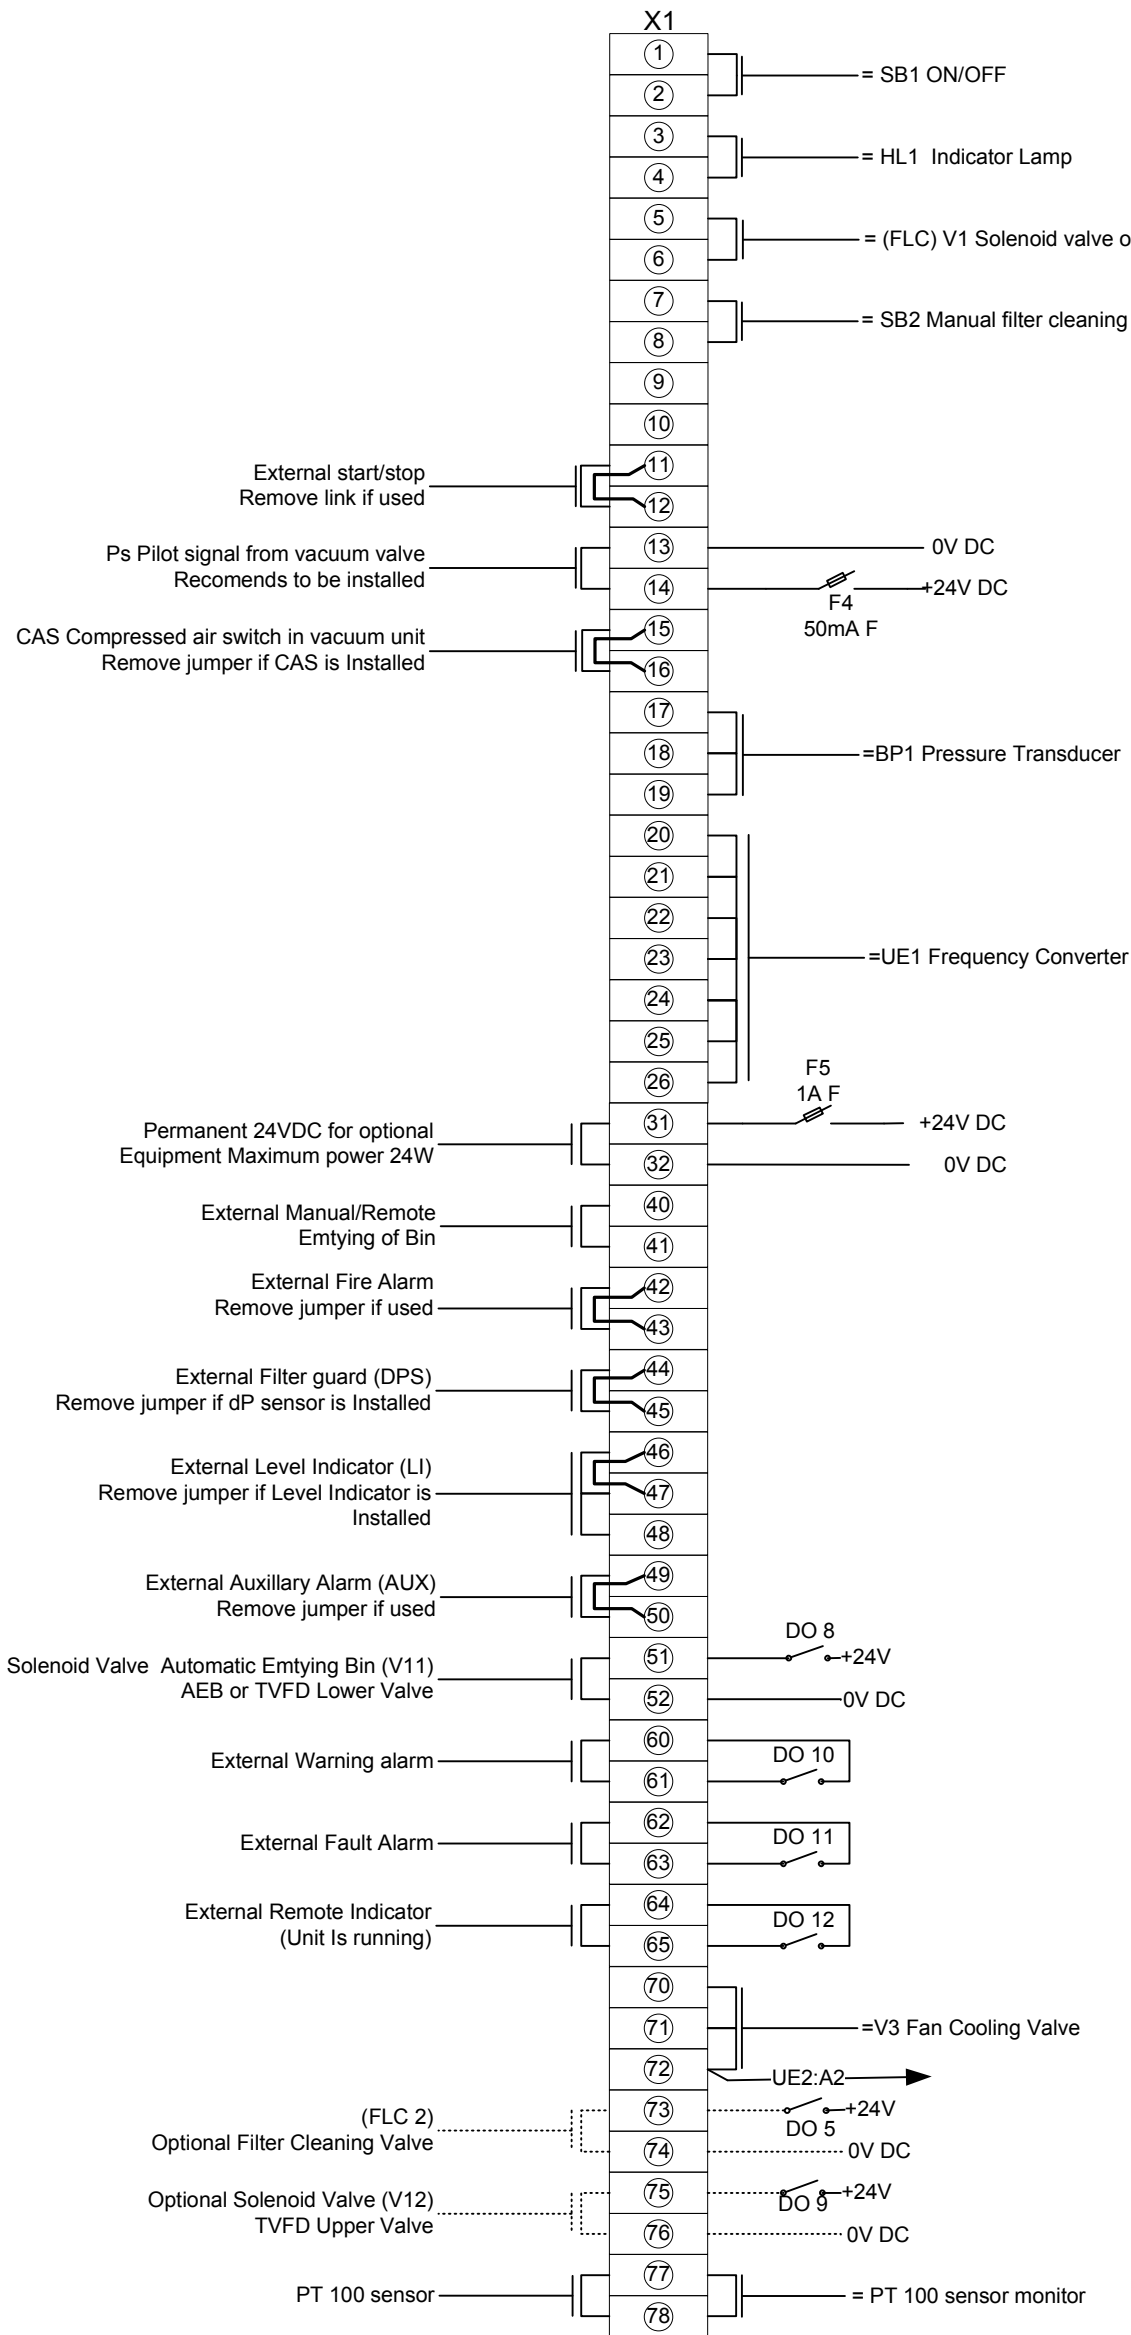 X1
1
= SB1 ON/OFF
2
3
= HL1 Indicator Lamp
4
5
= (FLC) V1 Solenoid valve o
6
7
= SB2 Manual filter cleaning
8
9
10
External start/stop
Remove link if used
11
12
Ps Pilot signal from vacuum valve
Recomends to be installed
13
0V DC
14
F4
50mA F
+24V DC
CAS Compressed air switch in vacuum unit
Remove jumper if CAS is Installed
15
16
17
18
=BP1 Pressure Transducer
19
20
21
22
23
=UE1 Frequency Converter
24
25
26
Permanent 24VDC for optional
Equipment Maximum power 24W
31
F5
1A F
+24V DC
32
0V DC
External Manual/Remote
Emtying of Bin
40
41
External Fire Alarm
Remove jumper if used
42
43
External Filter guard (DPS)
Remove jumper if dP sensor is Installed
44
45
External Level Indicator (LI)
Remove jumper if Level Indicator is
Installed
46
47
48
External Auxillary Alarm (AUX)
Remove jumper if used
49
50
Solenoid Valve Automatic Emtying Bin (V11)
AEB or TVFD Lower Valve
51
DO 8
+24V
52
0V DC
External Warning alarm
60
61
DO 10
External Fault Alarm
62
63
DO 11
External Remote Indicator
(Unit Is running)
64
65
DO 12
70
71
=V3 Fan Cooling Valve
72
UE2:A2
(FLC 2)
Optional Filter Cleaning Valve
73
DO 5
+24V
74
0V DC
Optional Solenoid Valve (V12)
TVFD Upper Valve
75
DO 9
+24V
76
0V DC
PT 100 sensor
77
78
= PT 100 sensor monitor